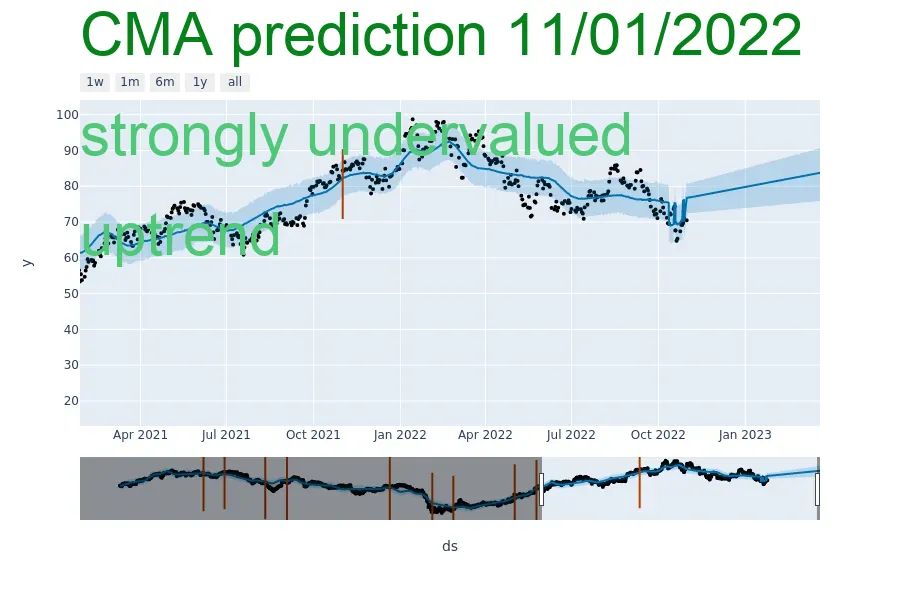 CMA prediction 11/01/2022
1w 1m 6m 1y all
strongly undervalued
uptrend
100
90
80
70
60
50
40
30
20
y
Apr 2021 Jul 2021 Oct 2021 Jan 2022 Apr 2022 Jul 2022 Oct 2022 Jan 2023
ds